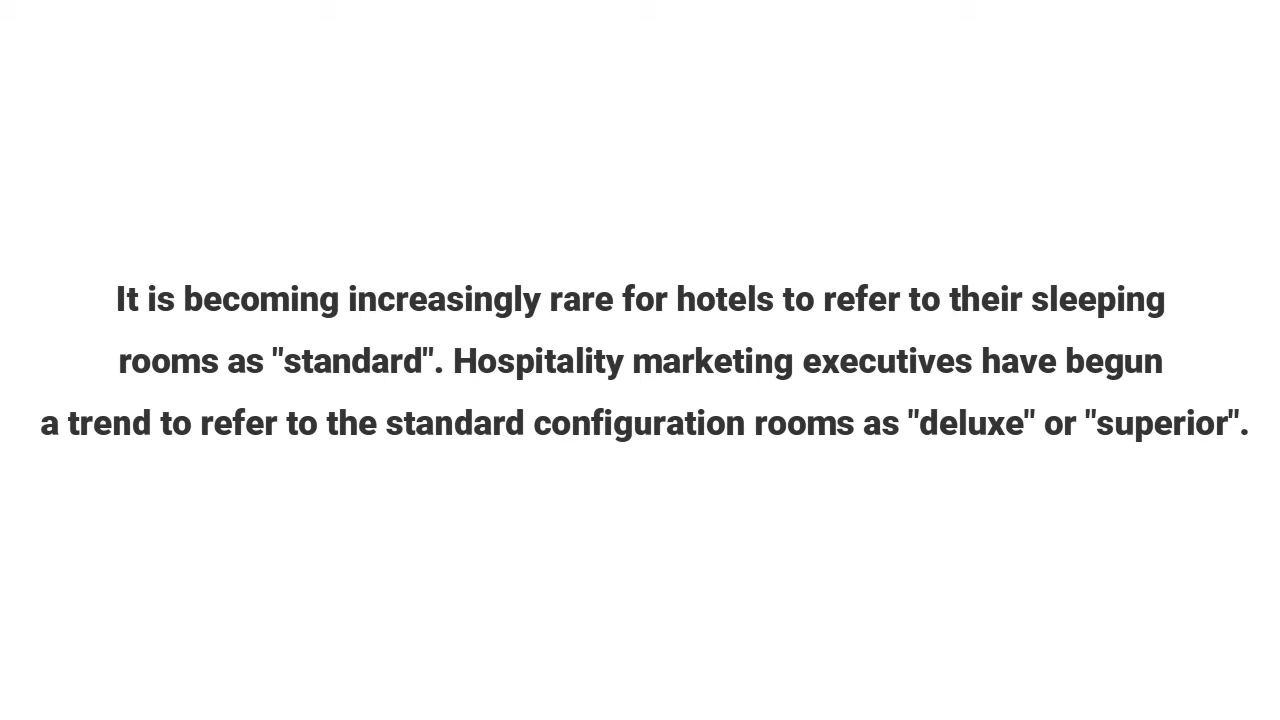 It is becoming increasingly rare for hotels to refer to their sleeping
rooms as "standard". Hospitality marketing executives have begun
a trend to refer to the standard configuration rooms as "deluxe" or "superior".